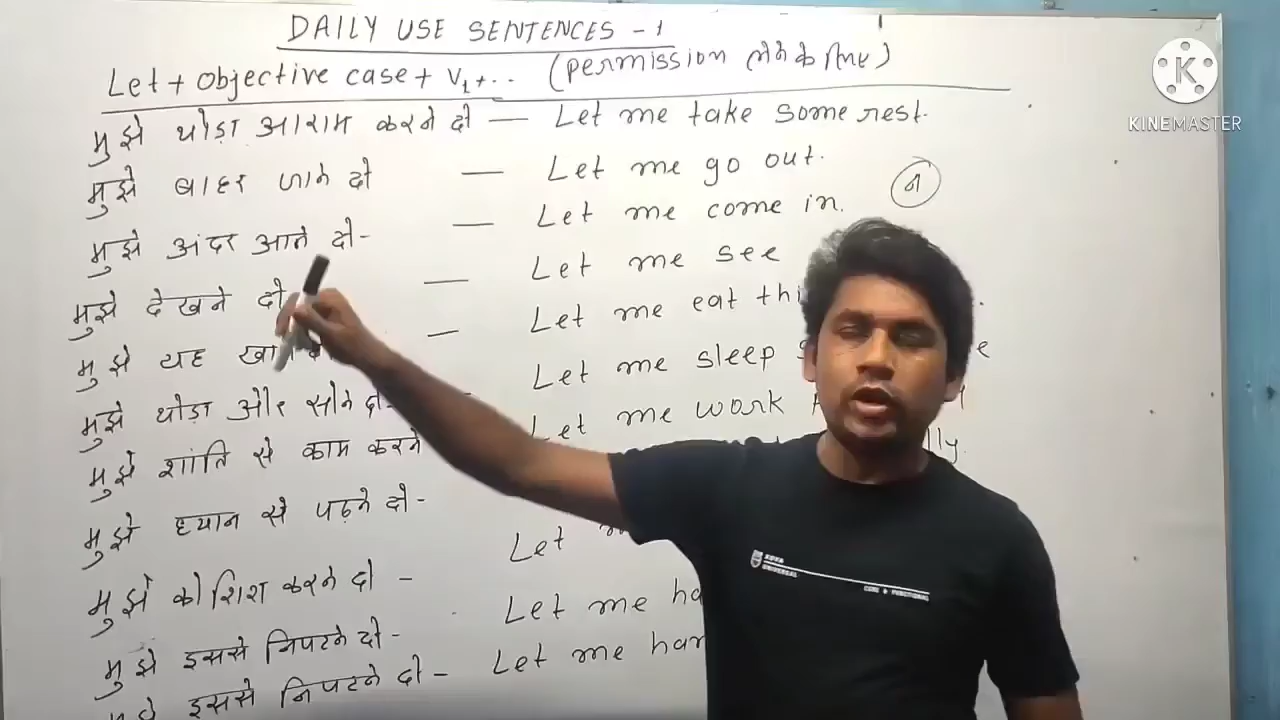 DAILY USE SENTENCES - 1
Let + objective case + V1 + .. (permission लेने के लिए)
मुझे थोड़ा आराम करने दो — Let me take some rest.
मुझे बाहर जाने दो — Let me go out.
मुझे अंदर आने दो - — Let me come in.
ने
मुझे देखने दो — Let me see
मुझे यह — Let me eat
मुझे थोड़ा और सोने दो - Let me sleep
मुझे शांति से काम करने Let me work
मुझे ध्यान से पढ़ने दो -
मुझे कोशिश करने दो - Let
मुझे इससे निपटने दो - Let me
मुझे इससे निपटने दो - Let me
K
KINEMASTER